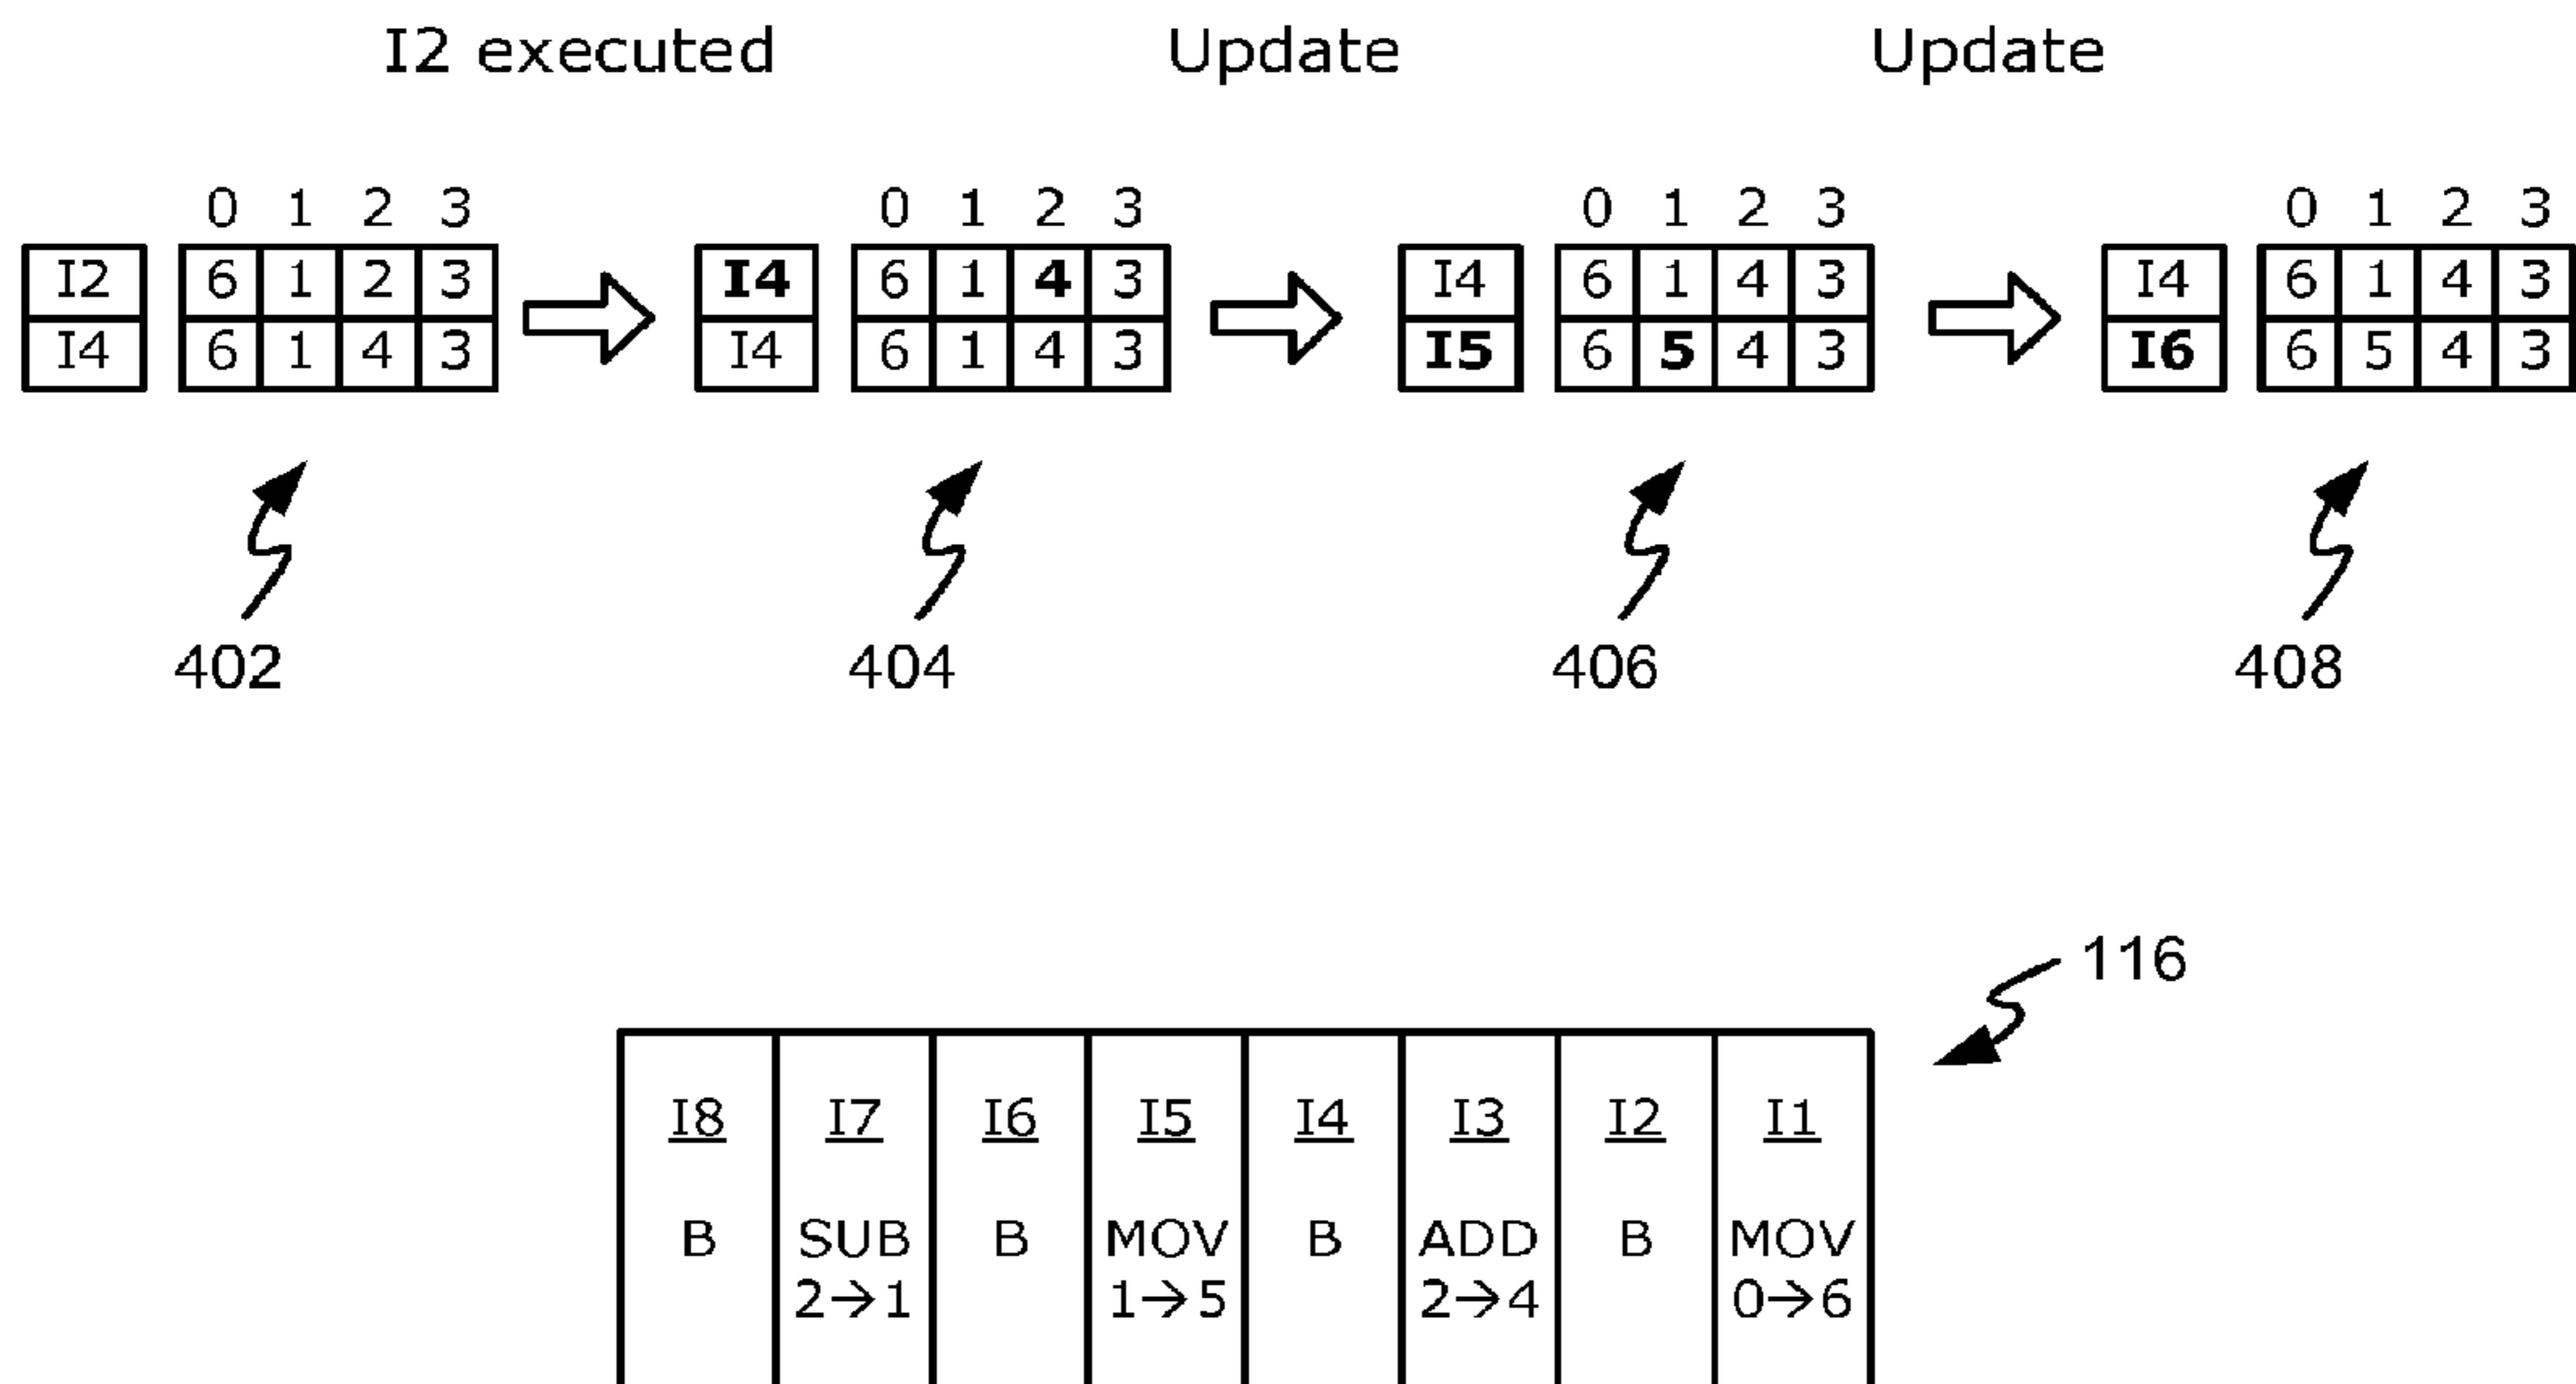 I2 executed Update Update
0 1 2 3 0 1 2 3 0 1 2 3 0 1 2 3
I2 6 1 2 3 I4 6 1 4 3 I4 6 1 4 3 I4 6 1 4 3
I4 6 1 4 3 I4 6 1 4 3 I5 6 5 4 3 I6 6 5 4 3
402 404 406 408
116
I8 I7 I6 I5 I4 I3 I2 I1
B SUB B MOV B ADD B MOV
2→1 1→5 2→4 0→6